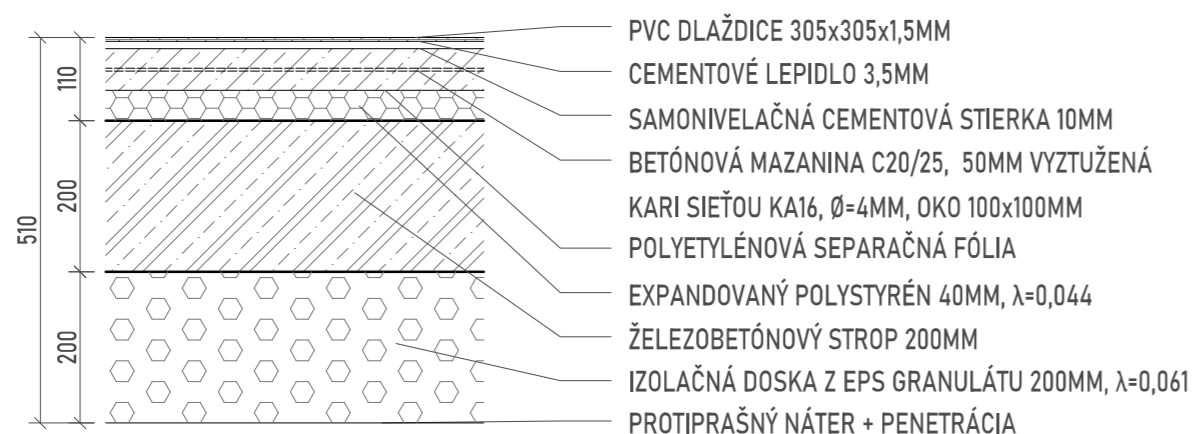 PVC DLAŽDICE 305x305x1,5MM
CEMENTOVÉ LEPIDLO 3,5MM
SAMONIVELAČNÁ CEMENTOVÁ STIERKA 10MM
BETÓNOVÁ MAZANINA C20/25, 50MM VYZTUŽENÁ
KARI SIEŤOU KA16, Ø=4MM, OKO 100x100MM
POLYETYLÉNOVÁ SEPARAČNÁ FÓLIA
EXPANDOVANÝ POLYSTYRÉN 40MM, λ=0,044
ŽELEZOBETÓNOVÝ STROP 200MM
IZOLAČNÁ DOSKA Z EPS GRANULÁTU 200MM, λ=0,061
PROTIPRAŠNÝ NÁTER + PENETRÁCIA
510
110
200
200